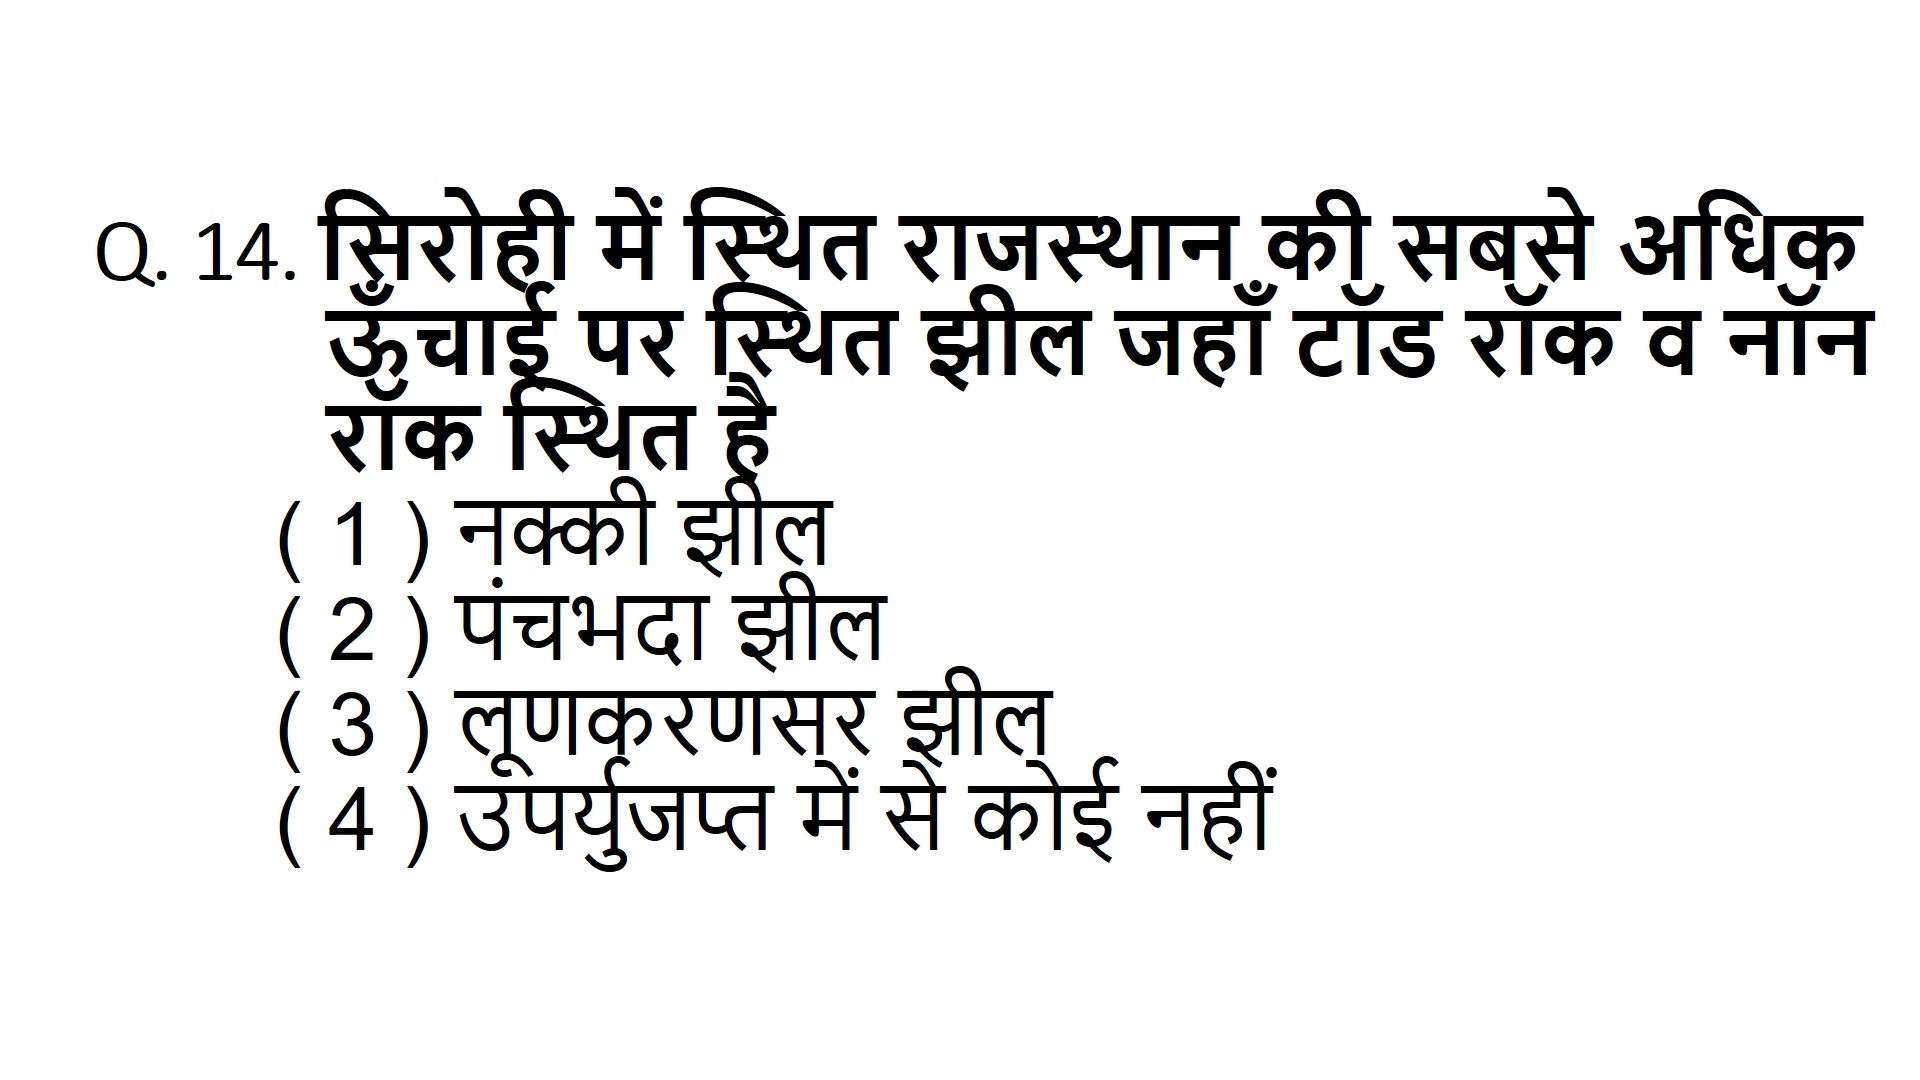 Q. 14. सिरोही में स्थित राजस्थान की सबसे अधिक
ऊँचाई पर स्थित झील जहाँ टॉड रॉक व नॉन
रॉक स्थित है
( 1 ) नक्की झील
( 2 ) पंचभदा झील
( 3 ) लूणकरणसर झील
( 4 ) उपर्युजप्त में से कोई नहीं